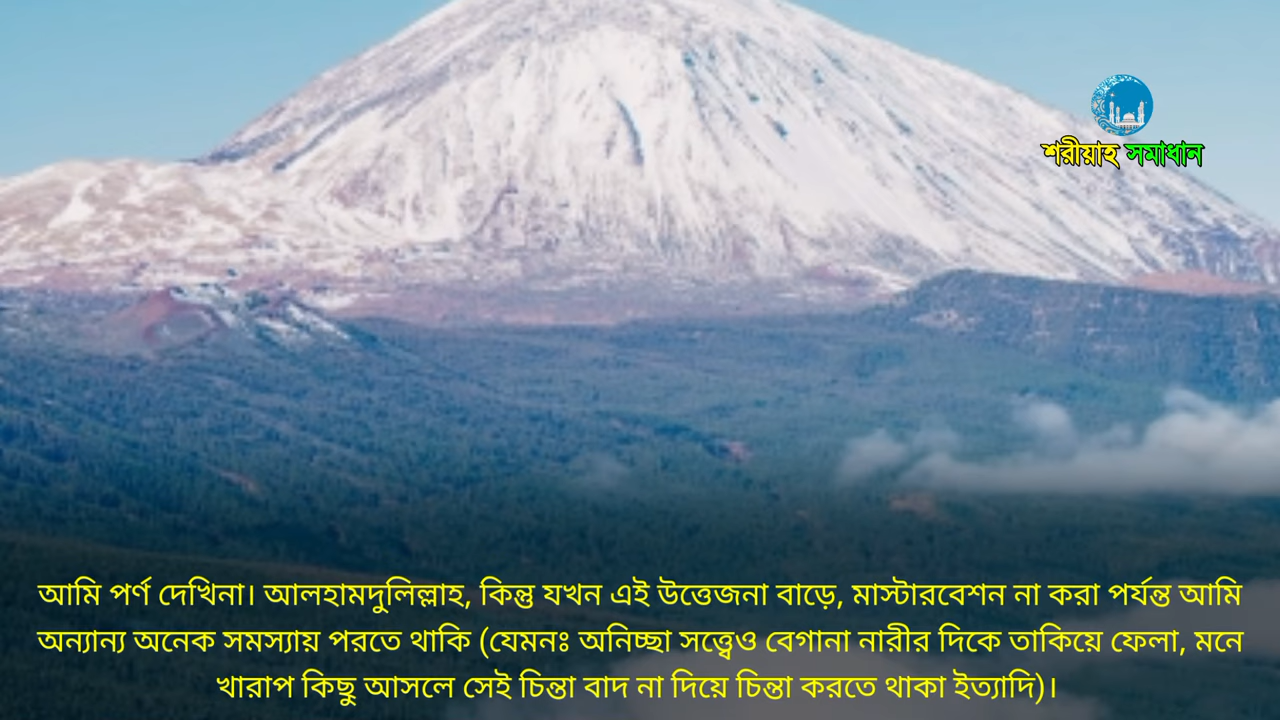 শরীয়াহ সমাধান
আমি পর্ণ দেখিনা। আলহামদুলিল্লাহ, কিন্তু যখন এই উত্তেজনা বাড়ে, মাস্টারবেশন না করা পর্যন্ত আমি
অন্যান্য অনেক সমস্যায় পরতে থাকি (যেমনঃ অনিচ্ছা সত্ত্বেও বেগানা নারীর দিকে তাকিয়ে ফেলা, মনে
খারাপ কিছু আসলে সেই চিন্তা বাদ না দিয়ে চিন্তা করতে থাকা ইত্যাদি)।